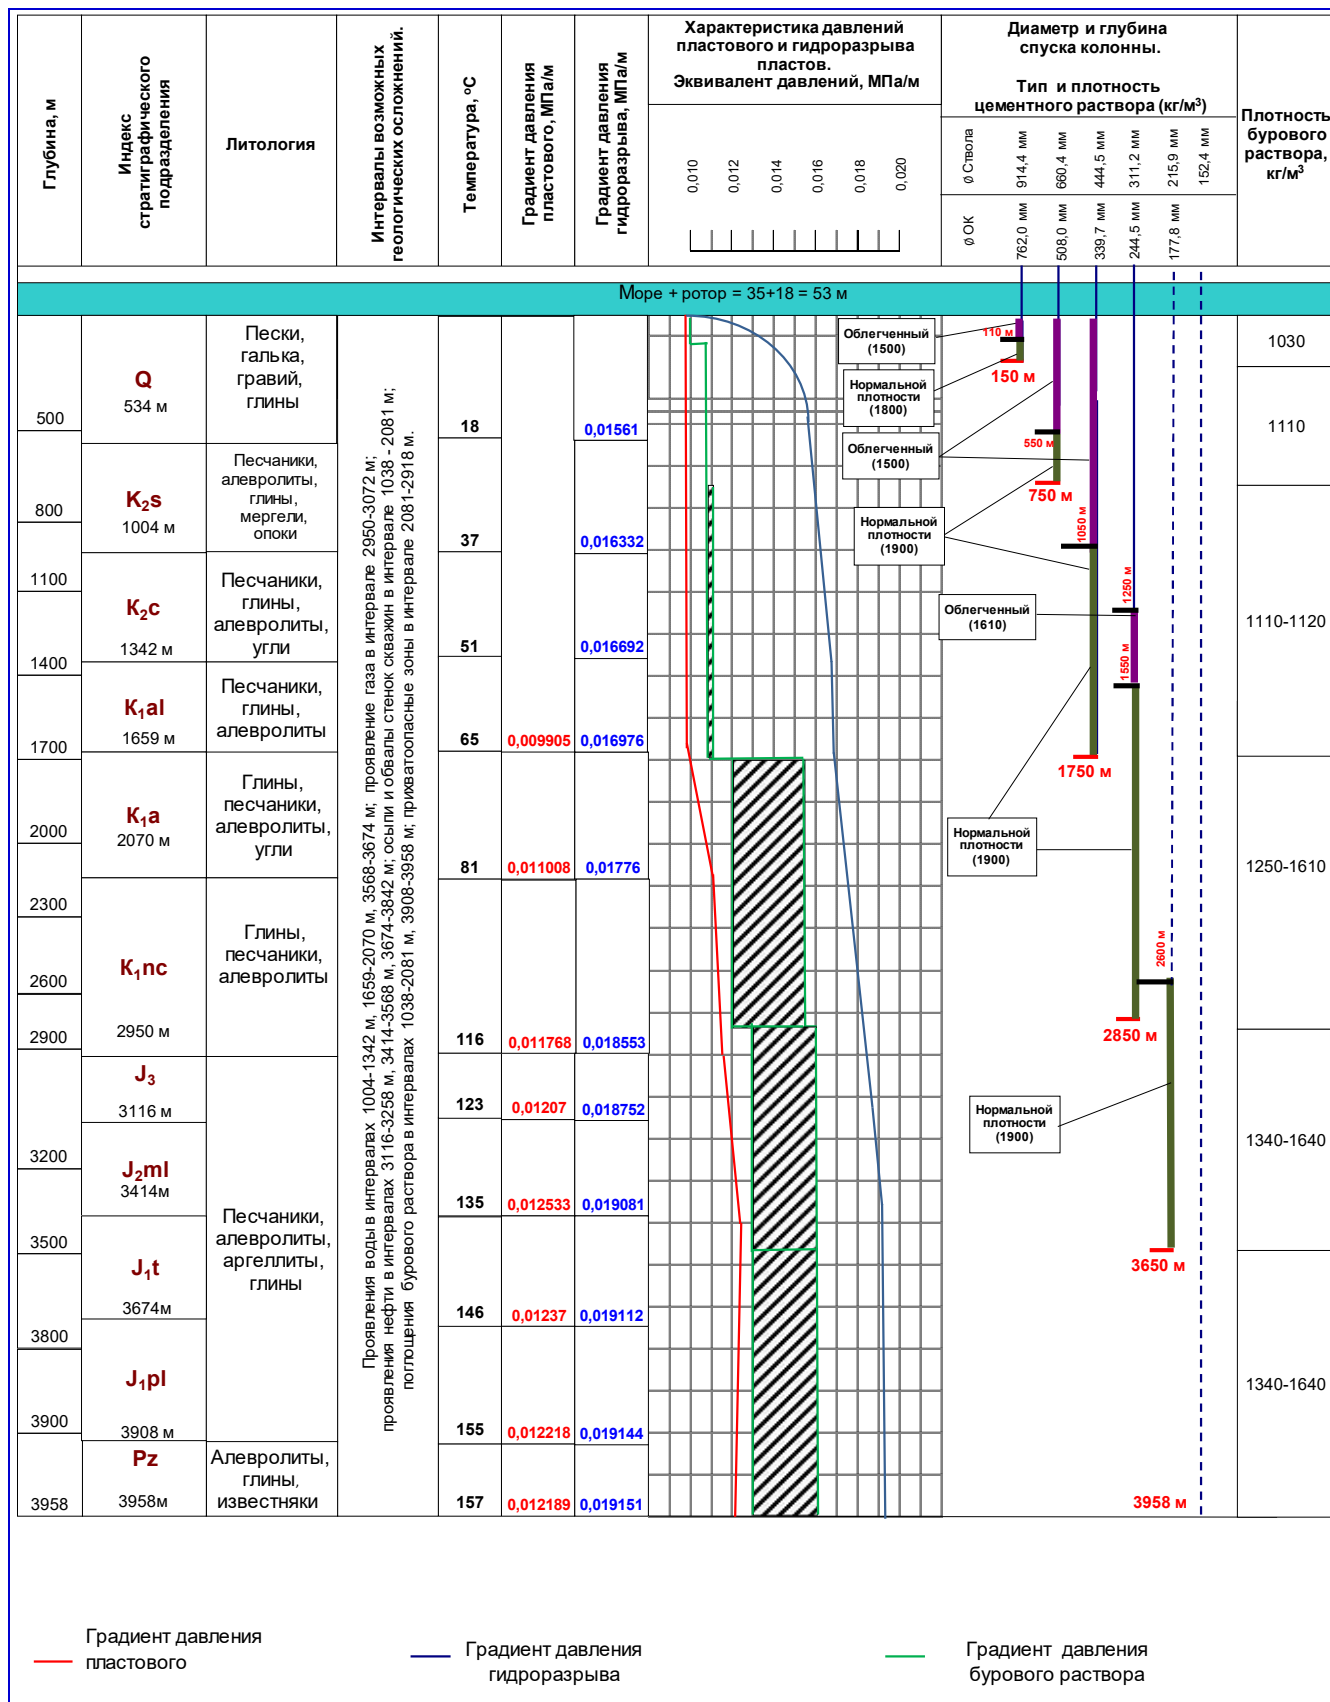 Глубина, м
Индекс
стратиграфического
подразделения
Литология
Интервалы возможных
геологических осложнений.
Температура, ºС
Градиент давления
пластового, МПа/м
Градиент давления
гидроразрыва, МПа/м
Характеристика давлений
пластового и гидроразрыва
пластов.
Эквивалент давлений, МПа/м
0,010
0,012
0,014
0,016
0,018
0,020
Диаметр и глубина
спуска колонны.
Тип и плотность
цементного раствора (кг/м³)
ø Ствола
914,4 мм
660,4 мм
444,5 мм
311,2 мм
215,9 мм
152,4 мм
ø ОК
762,0 мм
508,0 мм
339,7 мм
244,5 мм
177,8 мм
Плотность
бурового
раствора,
кг/м³
Море + ротор = 35+18 = 53 м
500
800
1100
1400
1700
2000
2300
2600
2900
3200
3500
3800
3900
3958
Q
534 м
K₂s
1004 м
K₂c
1342 м
K₁al
1659 м
K₁a
2070 м
K₁nc
2950 м
J₃
3116 м
J₂ml
3414м
J₁t
3674м
J₁pl
3908 м
Pz
3958м
Пески,
галька,
гравий,
глины
Песчаники,
алевролиты,
глины,
мергели,
опоки
Песчаники,
глины,
алевролиты,
угли
Песчаники,
глины,
алевролиты
Глины,
песчаники,
алевролиты,
угли
Глины,
песчаники,
алевролиты
Песчаники,
алевролиты,
аргеллиты,
глины
Алевролиты,
глины,
известняки
Проявления воды в интервалах 1004-1342 м, 1659-2070 м, 3568-3674 м; проявление газа в интервале 2950-3072 м;
проявления нефти в интервалах 3116-3258 м, 3414-3568 м, 3674-3842 м; осыпи и обвалы стенок скважин в интервале 1038 - 2081 м;
поглощения бурового раствора в интервалах 1038-2081 м, 3908-3958 м; прихватоопасные зоны в интервале 2081-2918 м.
18
37
51
65
81
116
123
135
146
155
157
0,009905
0,011008
0,011768
0,01207
0,012533
0,01237
0,012218
0,012189
0,01561
0,016332
0,016692
0,016976
0,01776
0,018553
0,018752
0,019081
0,019112
0,019144
0,019151
Облегченный
(1500)
Нормальной
плотности
(1800)
Облегченный
(1500)
Нормальной
плотности
(1900)
Облегченный
(1610)
Нормальной
плотности
(1900)
Нормальной
плотности
(1900)
110 м
150 м
550 м
750 м
1050 м
1250 м
1550 м
1750 м
2600 м
2850 м
3650 м
3958 м
1030
1110
1110-1120
1250-1610
1340-1640
1340-1640
Градиент давления
пластового
Градиент давления
гидроразрыва
Градиент давления
бурового раствора